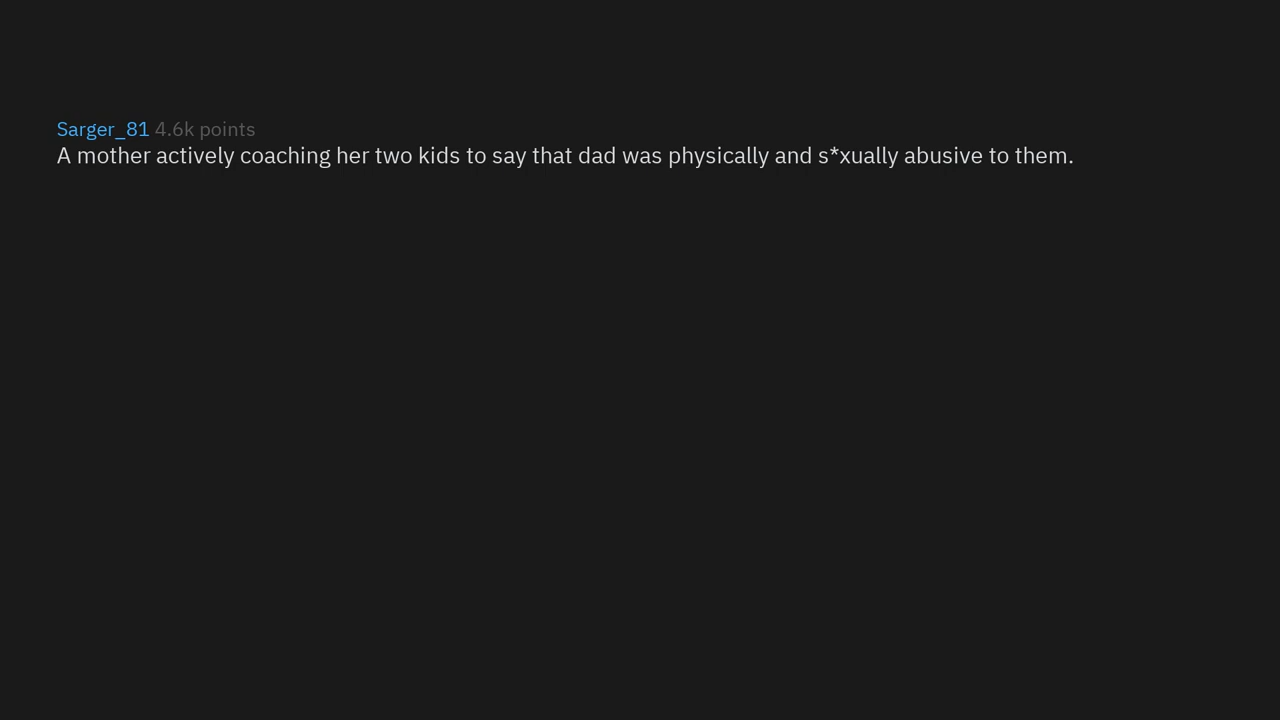 Sarger_81 4.6k points
A mother actively coaching her two kids to say that dad was physically and s*xually abusive to them.